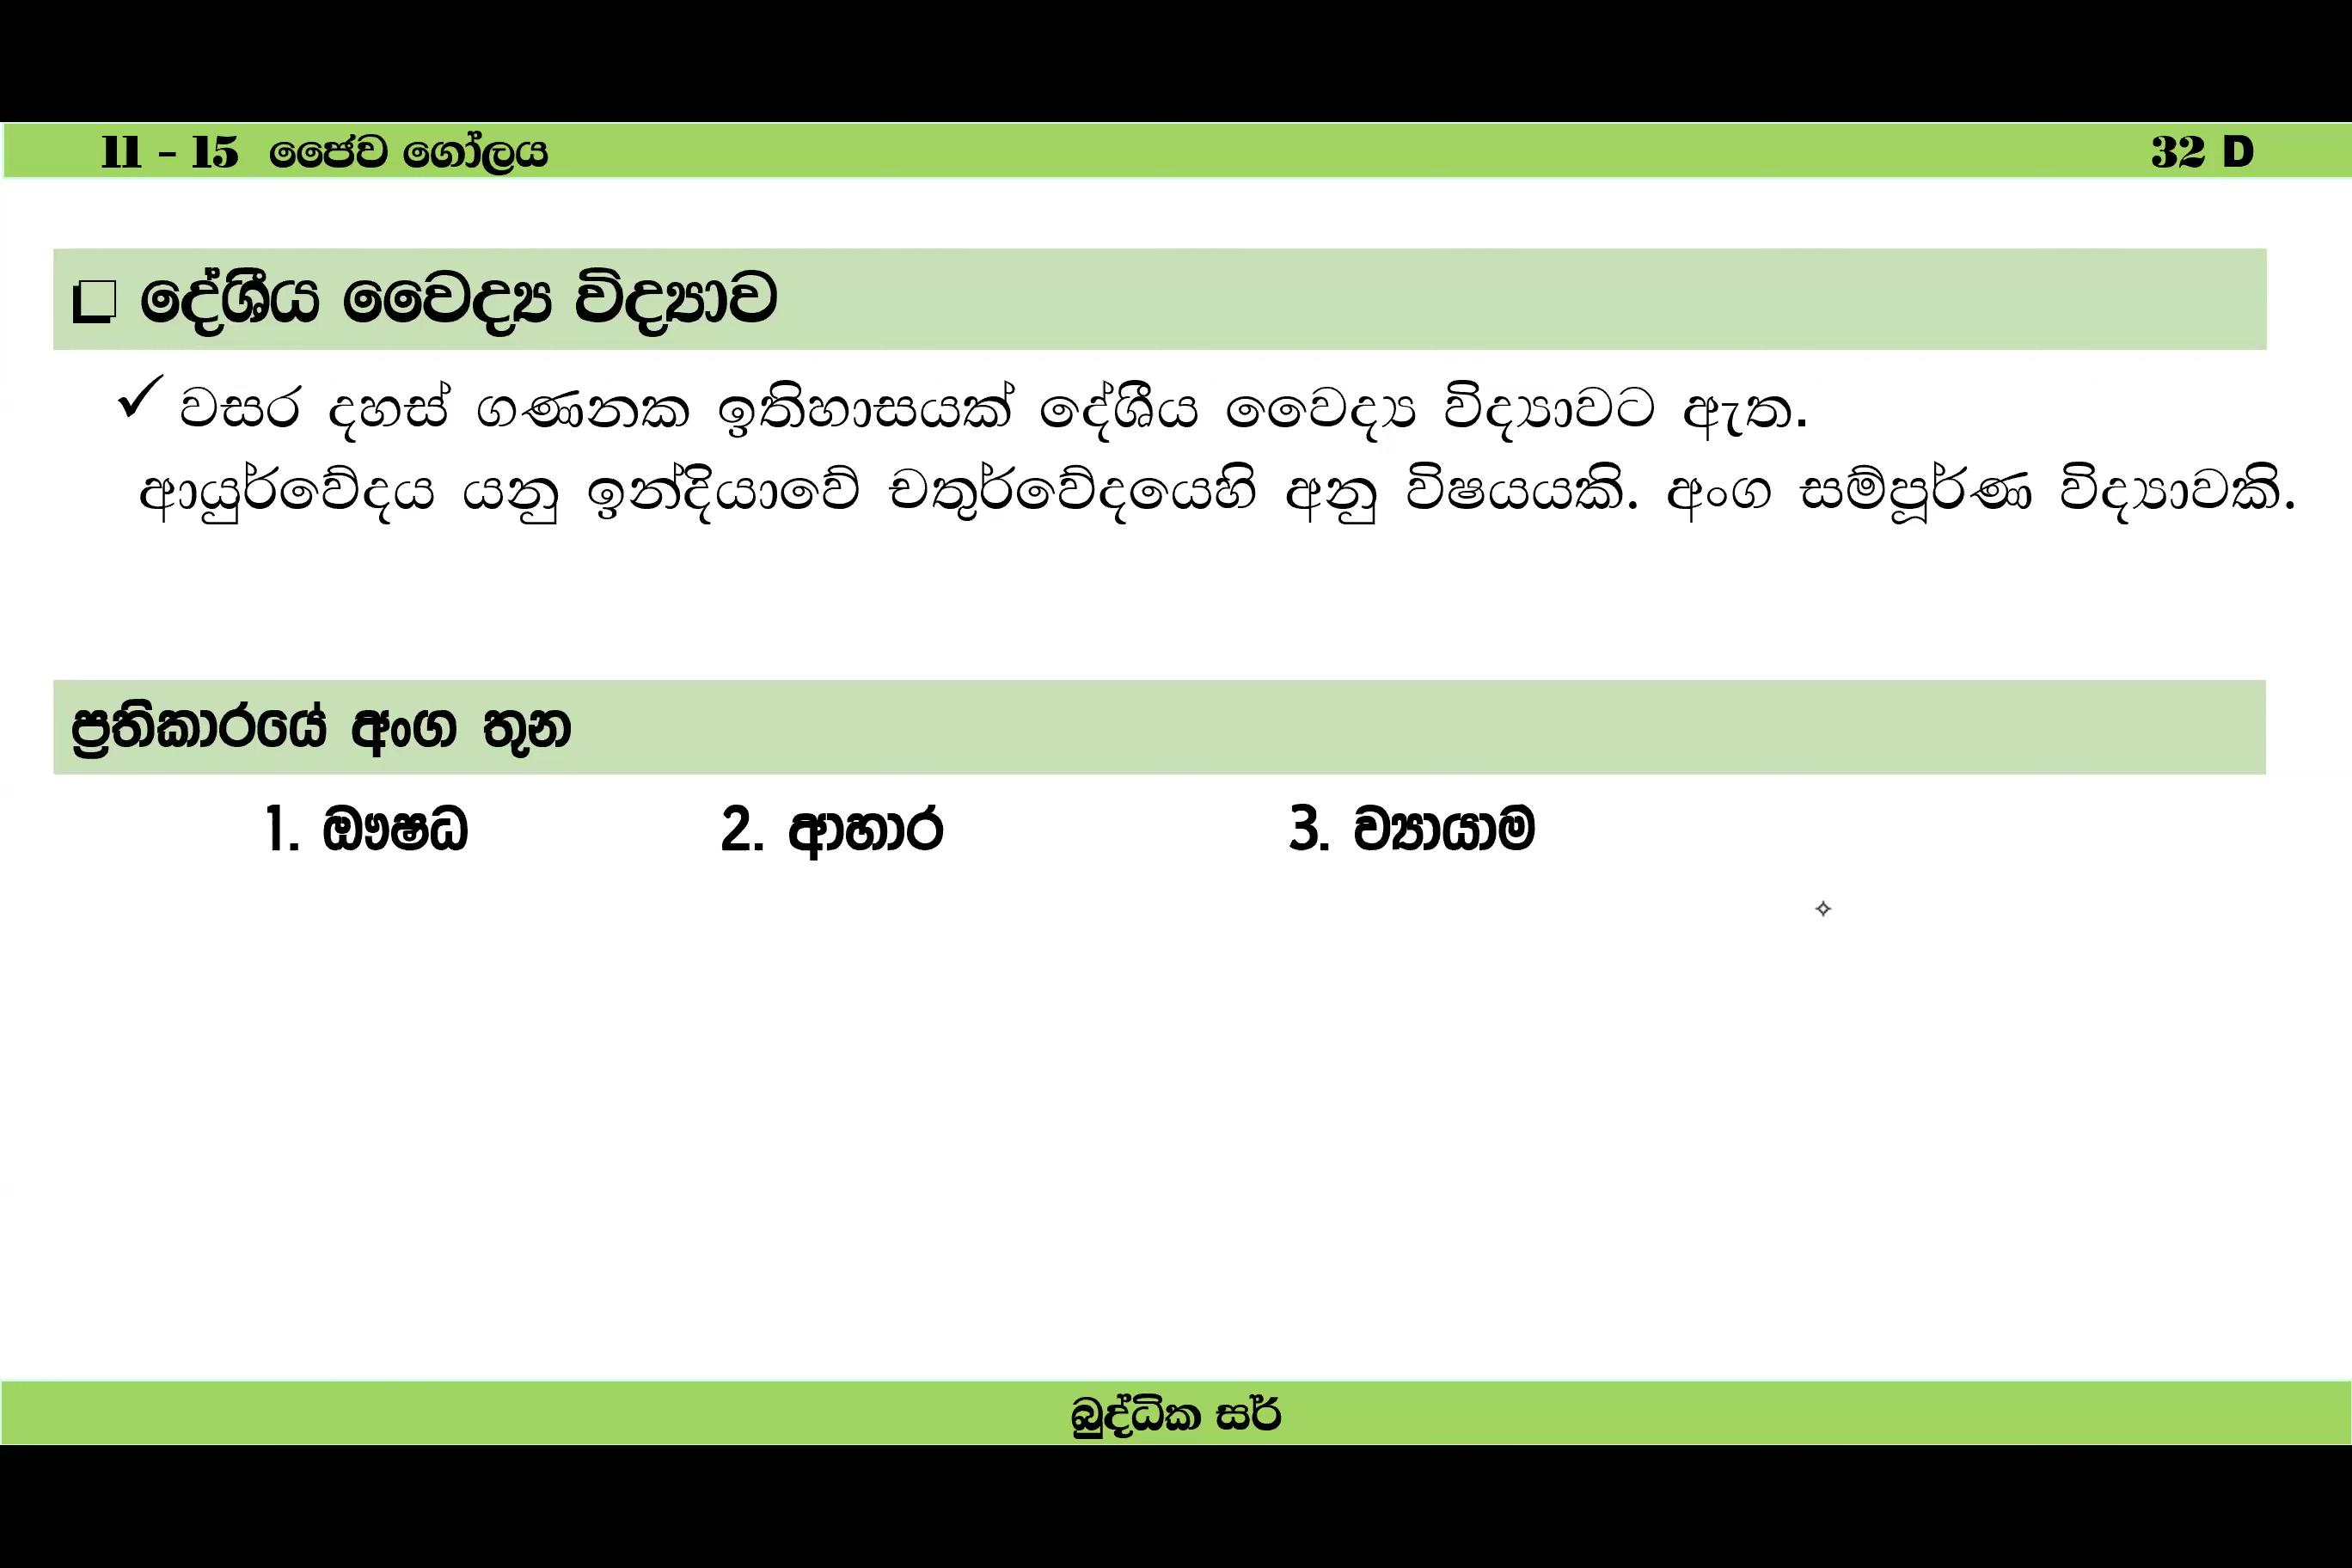 11 - 15 ජෛව ගෝලය
32 D
දේශීය වෛද්‍ය විද්‍යාව
✓ වසර දහස් ගණනක ඉතිහාසයක් දේශීය වෛද්‍ය විද්‍යාවට ඇත.
ආයුර්වේදය යනු ඉන්දියාවේ චතුර්වේදයෙහි අනු විෂයයකි. අංග සම්පූර්ණ විද්‍යාවකි.
ප්‍රතිකාරයේ අංග තුන
1. ඖෂධ 2. ආහාර 3. ව්‍යායාම
බුද්ධික සර්